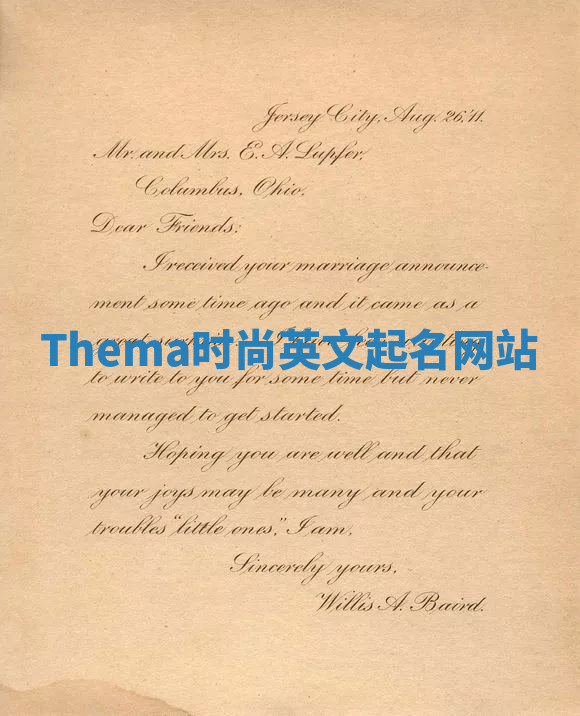 Jersey City, Aug. 26, '11.
Mr. and Mrs. E. A. Lupfer,
Columbus, Ohio.
Dear Friends:
I received your marriage announce-
ment some time ago and it came as a
great
Thema时尚英文起名网站
to write to you for some time but never
managed to get started.
Hoping you are well and that
your joys may be many and your
troubles "little ones," I am,
Sincerely yours,
Willis A. Baird.